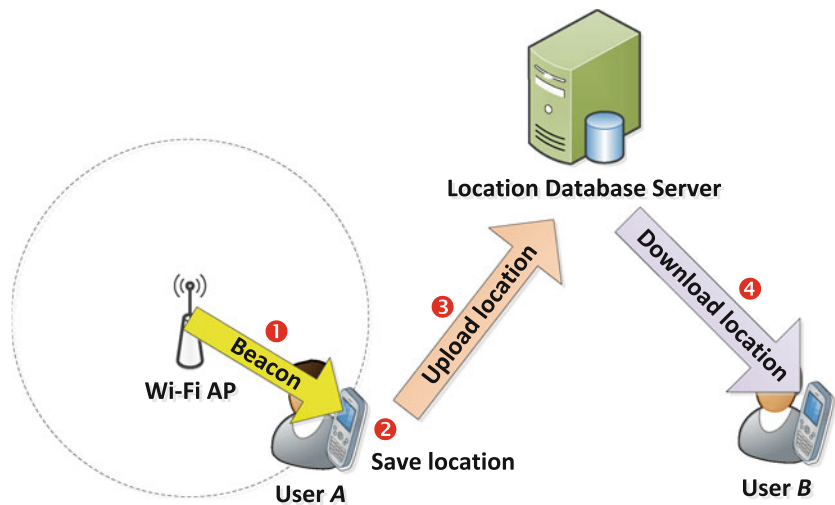 Location Database Server
Wi-Fi AP
1
Beacon
2
Save location
User A
3
Upload location
4
Download location
User B